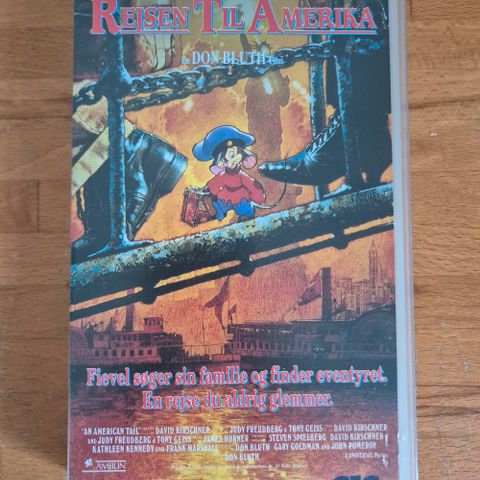 REJSEN TIL AMERIKA
En DON BLUTH Film.
Fievel søger sin familie og finder eventyret.
En rejse du aldrig glemmer.
"AN AMERICAN TAIL" DAVID KIRSCHNER JUDY FREUDBERG & TONY GEISS DAVID KIRSCHNER
AND JUDY FREUDBERG & TONY GEISS JAMES HORNER STEVEN SPIELBERG DAVID KIRSCHNER
KATHLEEN KENNEDY AND FRANK MARSHALL DON BLUTH GARY GOLDMAN AND JOHN POMEROY
DON BLUTH A UNIVERSAL
AMBLIN